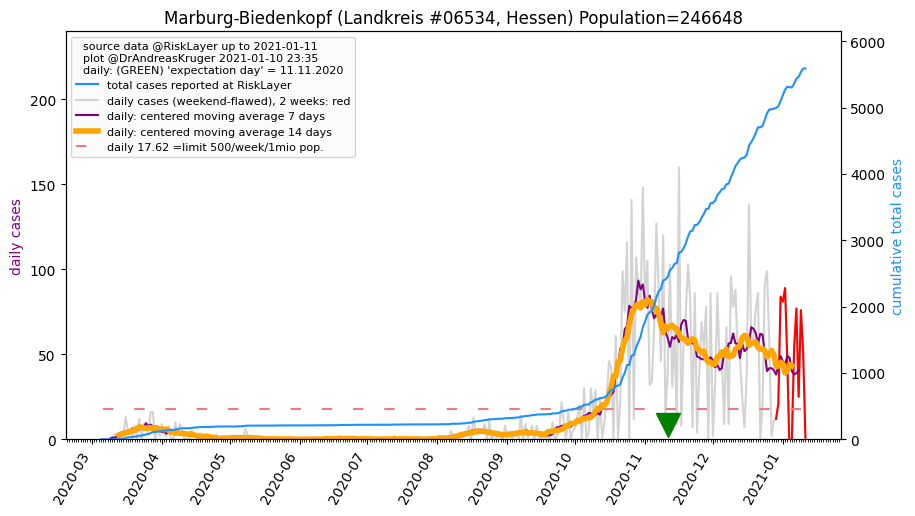 Marburg-Biedenkopf (Landkreis #06534, Hessen) Population=246648
source data @RiskLayer up to 2021-01-11
plot @DrAndreasKruger 2021-01-10 23:35
daily: (GREEN) 'expectation day' = 11.11.2020
total cases reported at RiskLayer
daily cases (weekend-flawed), 2 weeks: red
daily: centered moving average 7 days
daily: centered moving average 14 days
daily 17.62 =limit 500/week/1mio pop.
daily cases
200
150
100
50
0
cumulative total cases
6000
5000
4000
3000
2000
1000
0
2020-03
2020-04
2020-05
2020-06
2020-07
2020-08
2020-09
2020-10
2020-11
2020-12
2021-01